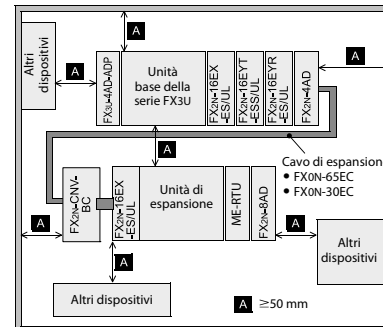 Altri
dispositivi
A
FX3U-4AD-ADP
Unità
base della
serie FX3U
FX2N-16EX
-ES/UL
FX2N-16EYT
-ESS/UL
FX2N-16EYR
-ES/UL
FX2N-4AD
A
A
A
Cavo di espansione
• FX0N-65EC
• FX0N-30EC
A
FX2N-CNV-
BC
FX2N-16EX
-ES/UL
Unità di
espansione
ME-RTU
FX2N-8AD
A
A
Altri
dispositivi
Altri dispositivi
A ≥50 mm